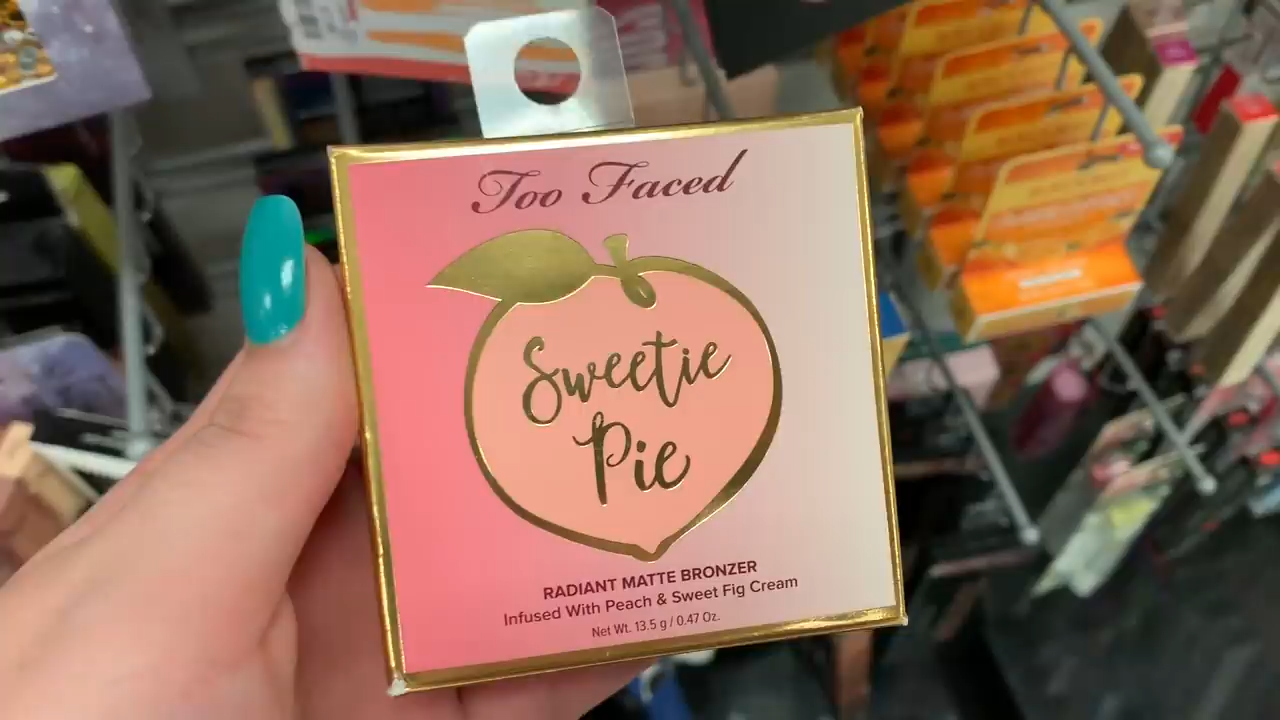 Too Faced
Sweetie
Pie
RADIANT MATTE BRONZER
Infused With Peach & Sweet Fig Cream
Net Wt. 13.5 g / 0.47 Oz.